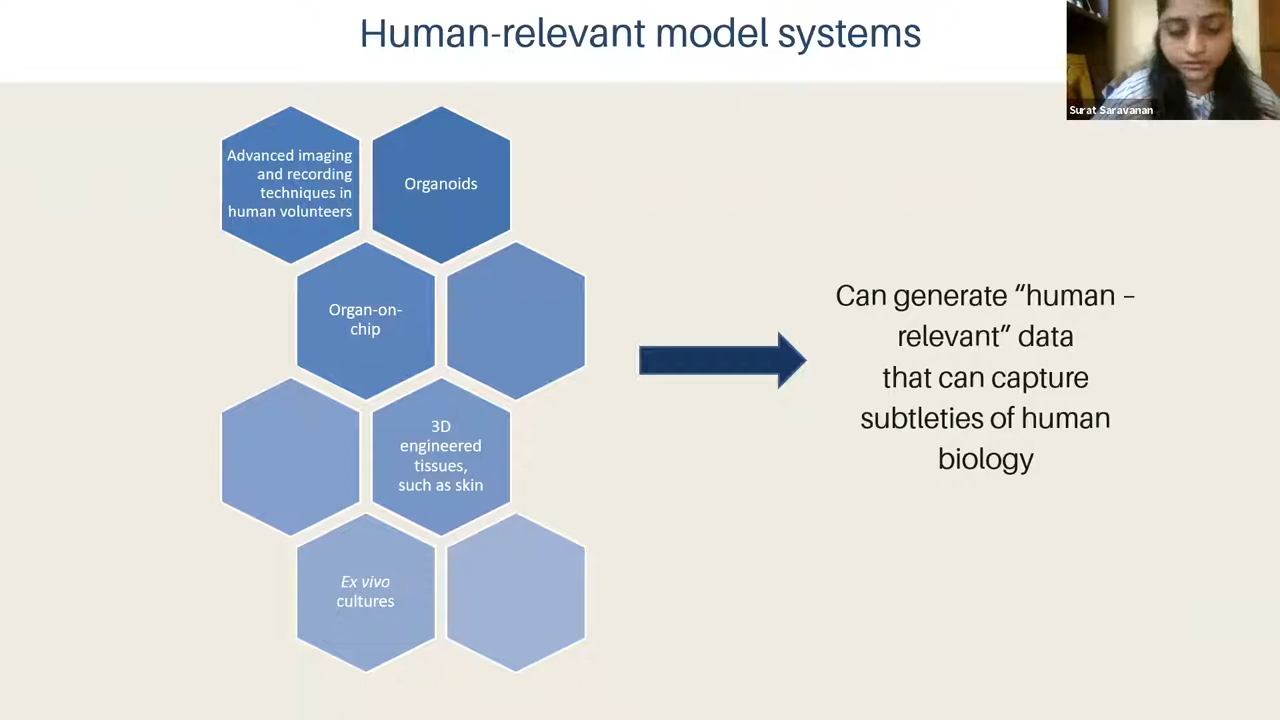 Human-relevant model systems
Surat Saravanan
Advanced imaging
and recording
techniques in
human volunteers
Organoids
Organ-on-
chip
3D
engineered
tissues,
such as skin
Ex vivo
cultures
Can generate “human –
relevant” data
that can capture
subtleties of human
biology